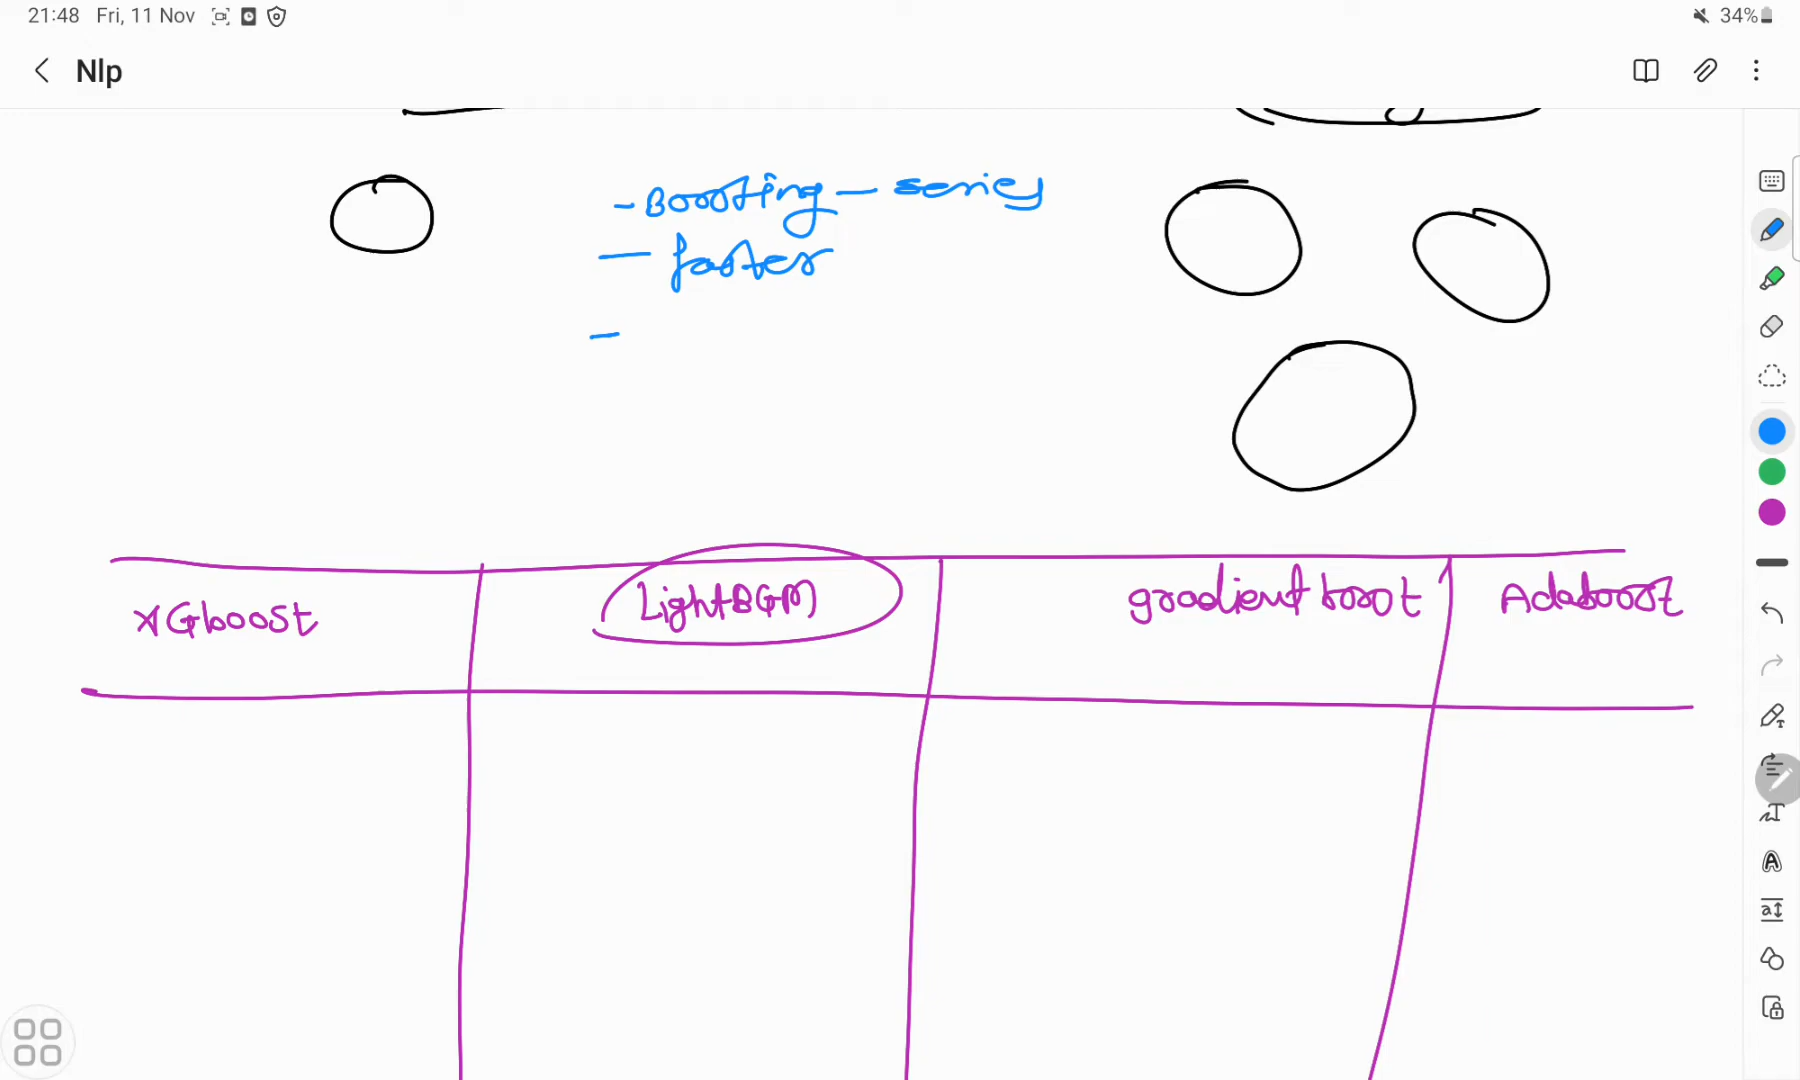 21:48 Fri, 11 Nov 34%
Nlp
- Boosting - series
- faster
-
XGboost LightBGM gradient boost Adaboost